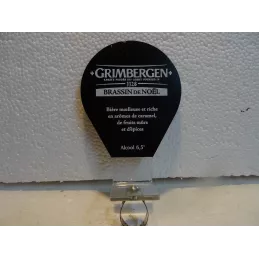 GRIMBERGEN
1128
BRASSIN DE NOËL
Bière moelleuse et riche
en arômes de caramel,
de fruits noirs
et d'épices
Alcool 6,5°